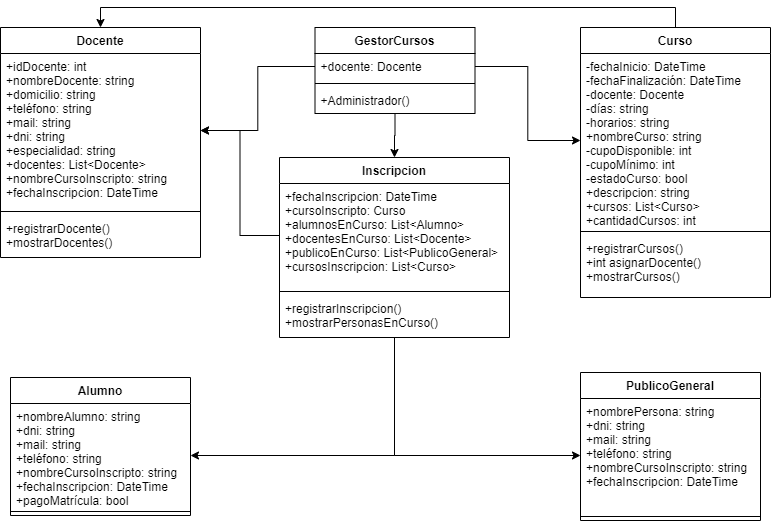 Docente
+idDocente: int
+nombreDocente: string
+domicilio: string
+teléfono: string
+mail: string
+dni: string
+especialidad: string
+docentes: List<Docente>
+nombreCursoInscripto: string
+fechaInscripcion: DateTime
+registrarDocente()
+mostrarDocentes()
GestorCursos
+docente: Docente
+Administrador()
Curso
-fechaInicio: DateTime
-fechaFinalización: DateTime
-docente: Docente
-días: string
-horarios: string
+nombreCurso: string
-cupoDisponible: int
-cupoMínimo: int
-estadoCurso: bool
+descripcion: string
+cursos: List<Curso>
+cantidadCursos: int
+registrarCursos()
+int asignarDocente()
+mostrarCursos()
Inscripcion
+fechaInscripcion: DateTime
+cursoInscripto: Curso
+alumnosEnCurso: List<Alumno>
+docentesEnCurso: List<Docente>
+publicoEnCurso: List<PublicoGeneral>
+cursosInscripcion: List<Curso>
+registrarInscripcion()
+mostrarPersonasEnCurso()
Alumno
+nombreAlumno: string
+dni: string
+mail: string
+teléfono: string
+nombreCursoInscripto: string
+fechaInscripcion: DateTime
+pagoMatrícula: bool
PublicoGeneral
+nombrePersona: string
+dni: string
+mail: string
+teléfono: string
+nombreCursoInscripto: string
+fechaInscripcion: DateTime